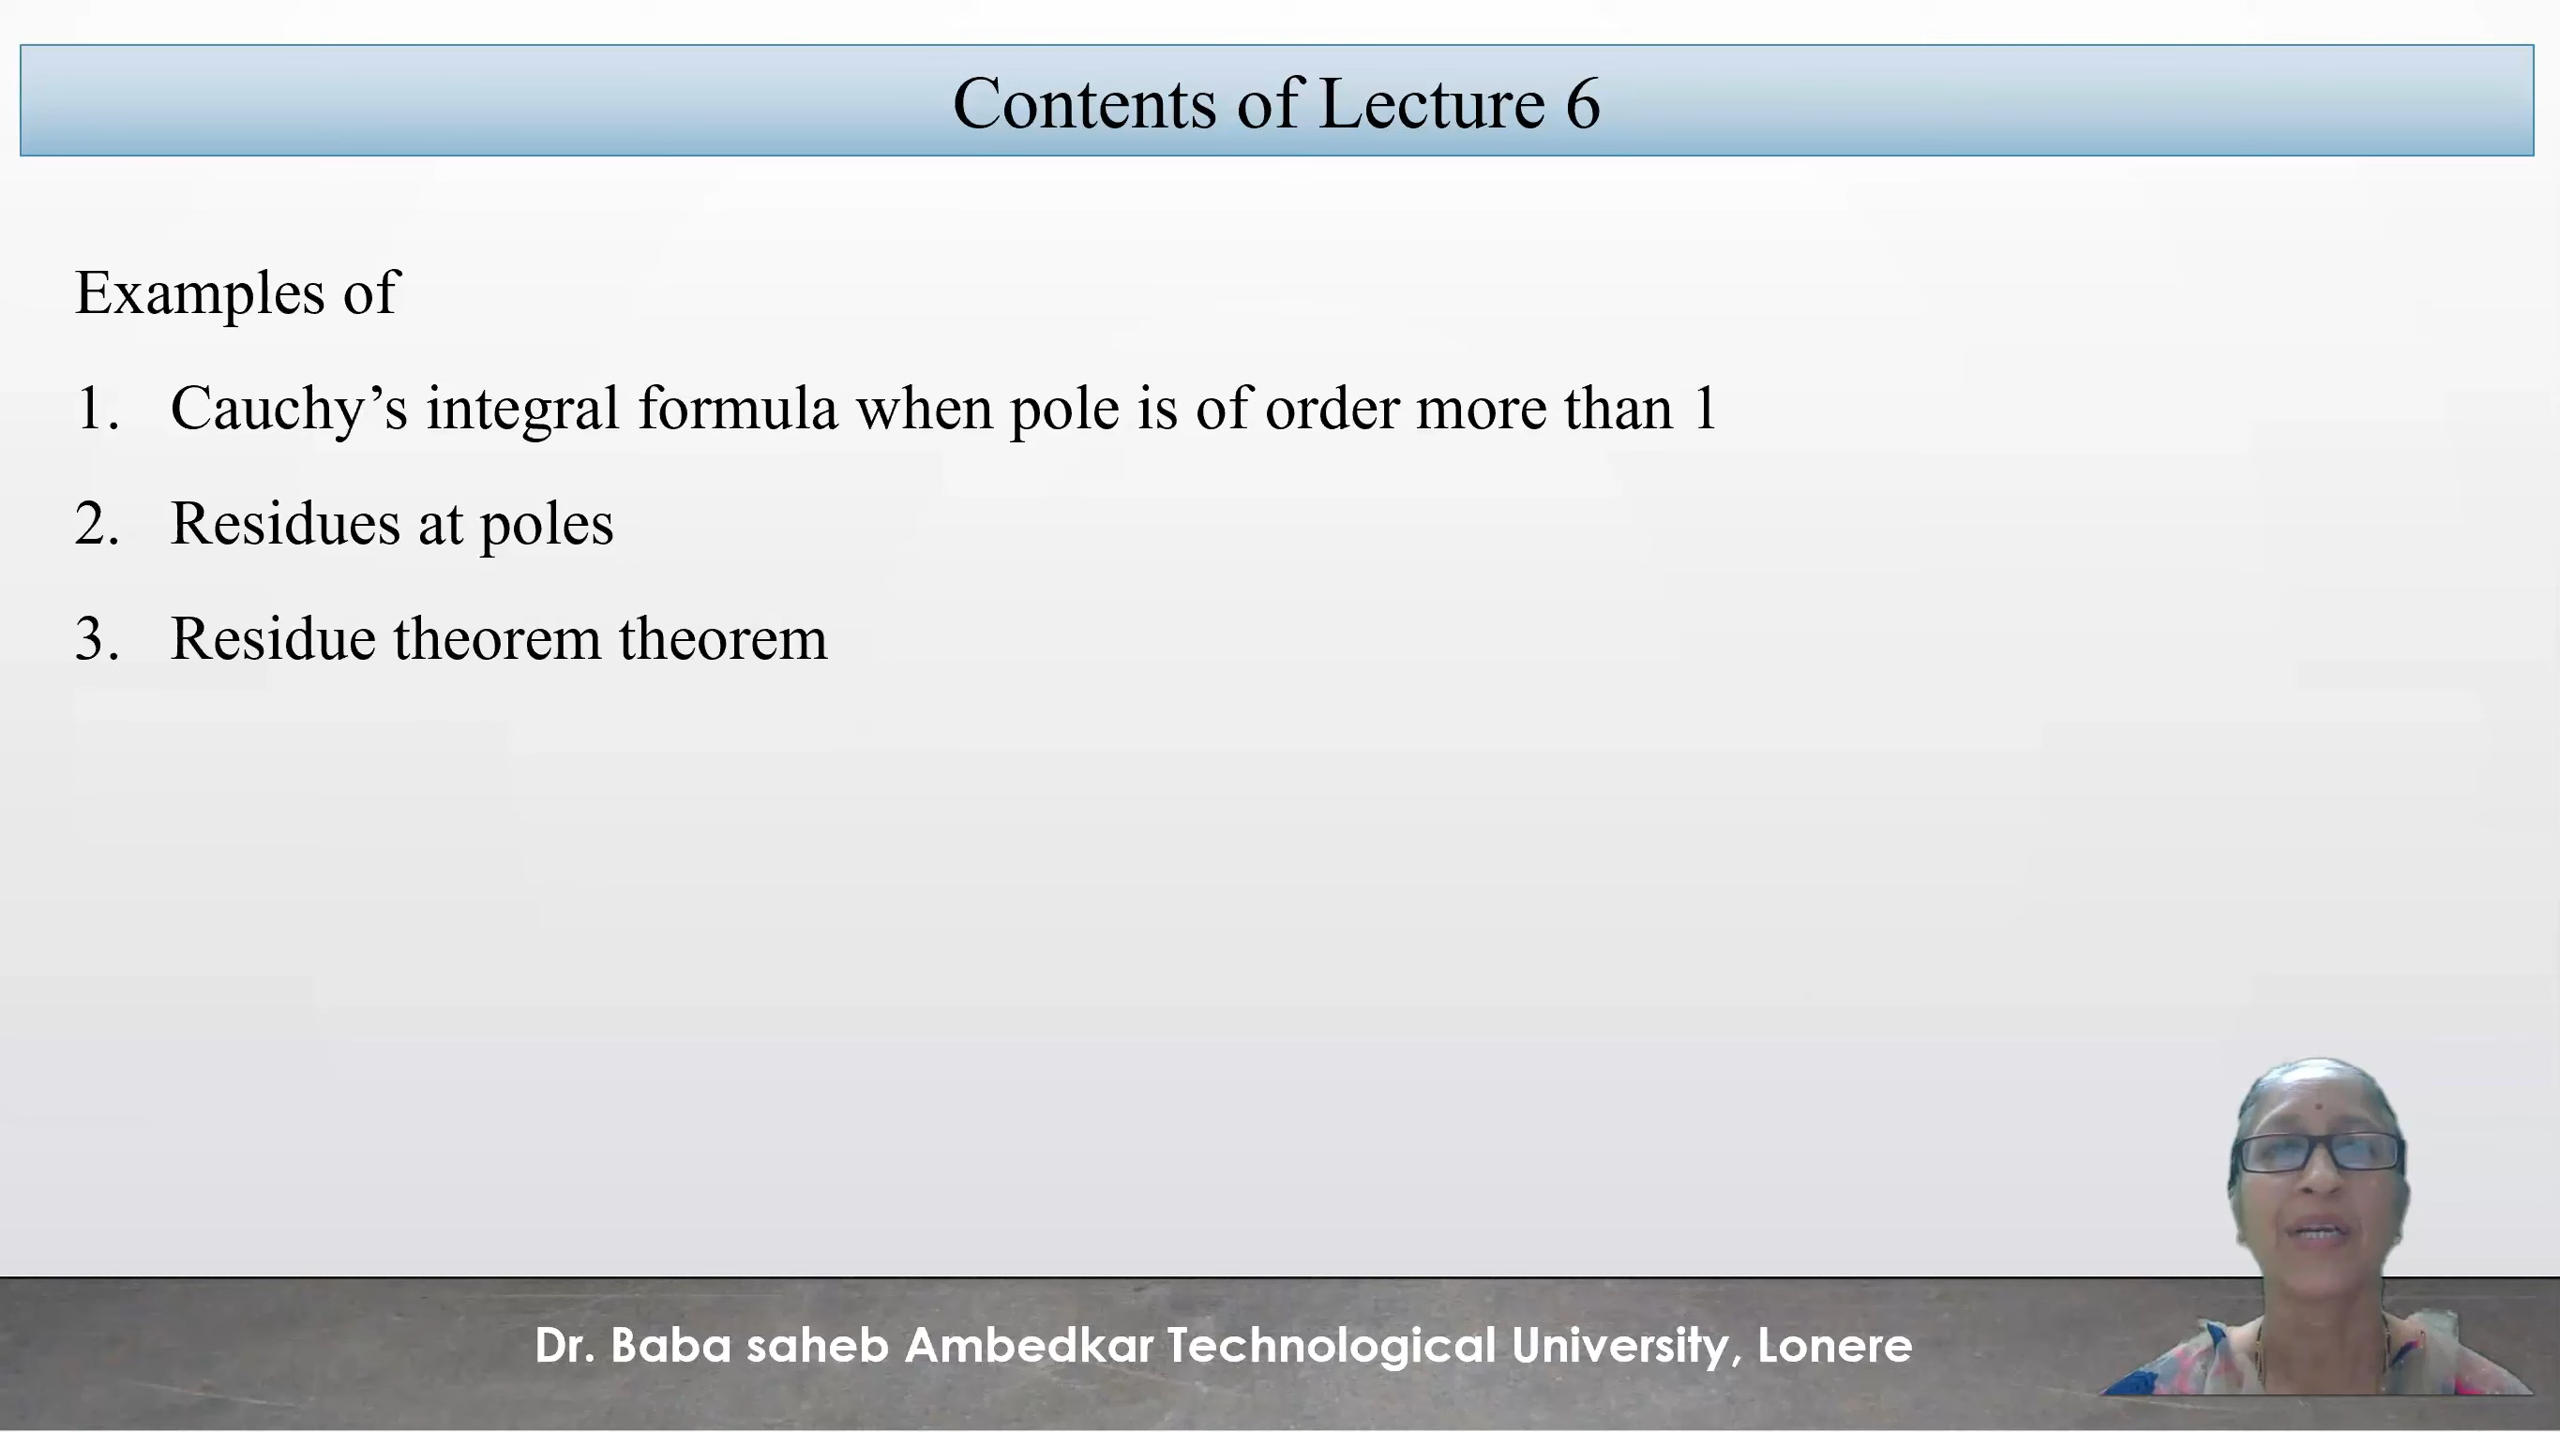 Contents of Lecture 6
Examples of
1. Cauchy’s integral formula when pole is of order more than 1
2. Residues at poles
3. Residue theorem theorem
Dr. Baba saheb Ambedkar Technological University, Lonere